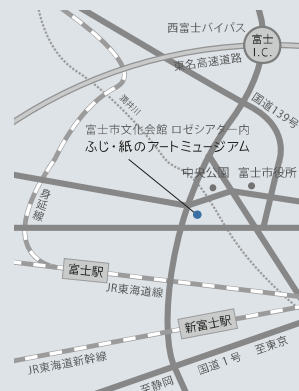 西富士バイパス
富士
I.C.
東名高速道路
国道139号
潤井川
富士市文化会館 ロゼシアター内
ふじ・紙のアートミュージアム
中央公園
富士市役所
身延線
富士駅
JR東海道線
新富士駅
JR東海道新幹線
国道1号
至東京
至静岡